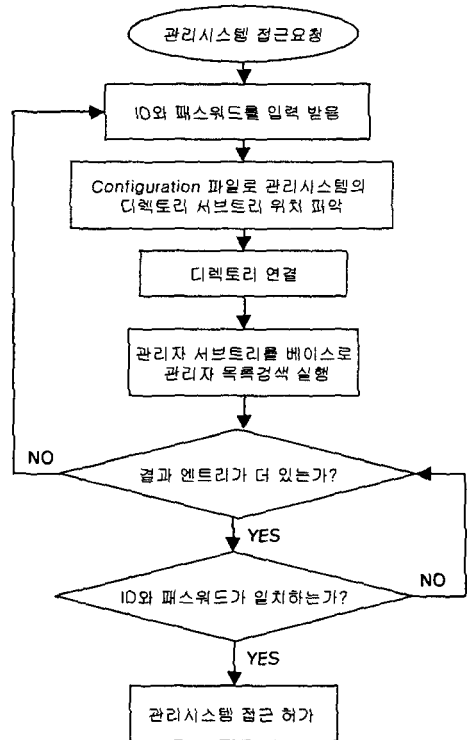 관리시스템 접근요청
ID와 패스워드를 입력 받음
Configuration 파일로 관리시스템의
디렉토리 서브트리 위치 파악
디렉토리 연결
관리자 서브트리를 베이스로
관리자 목록검색 실행
결과 엔트리가 더 있는가?
NO
YES
ID와 패스워드가 일치하는가?
NO
YES
관리시스템 접근 허가